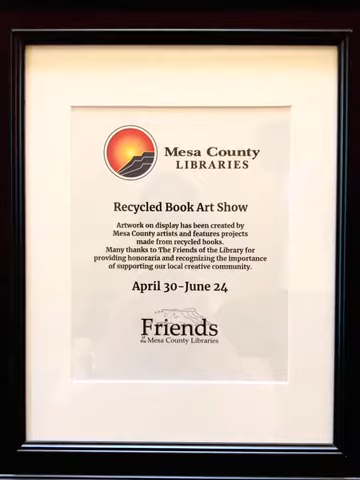 Mesa County
LIBRARIES
Recycled Book Art Show
Artwork on display has been created by
Mesa County artists and features projects
made from recycled books.
Many thanks to The Friends of the Library for
providing honoraria and recognizing the importance
of supporting our local creative community.
April 30-June 24
Friends
of the Mesa County Libraries